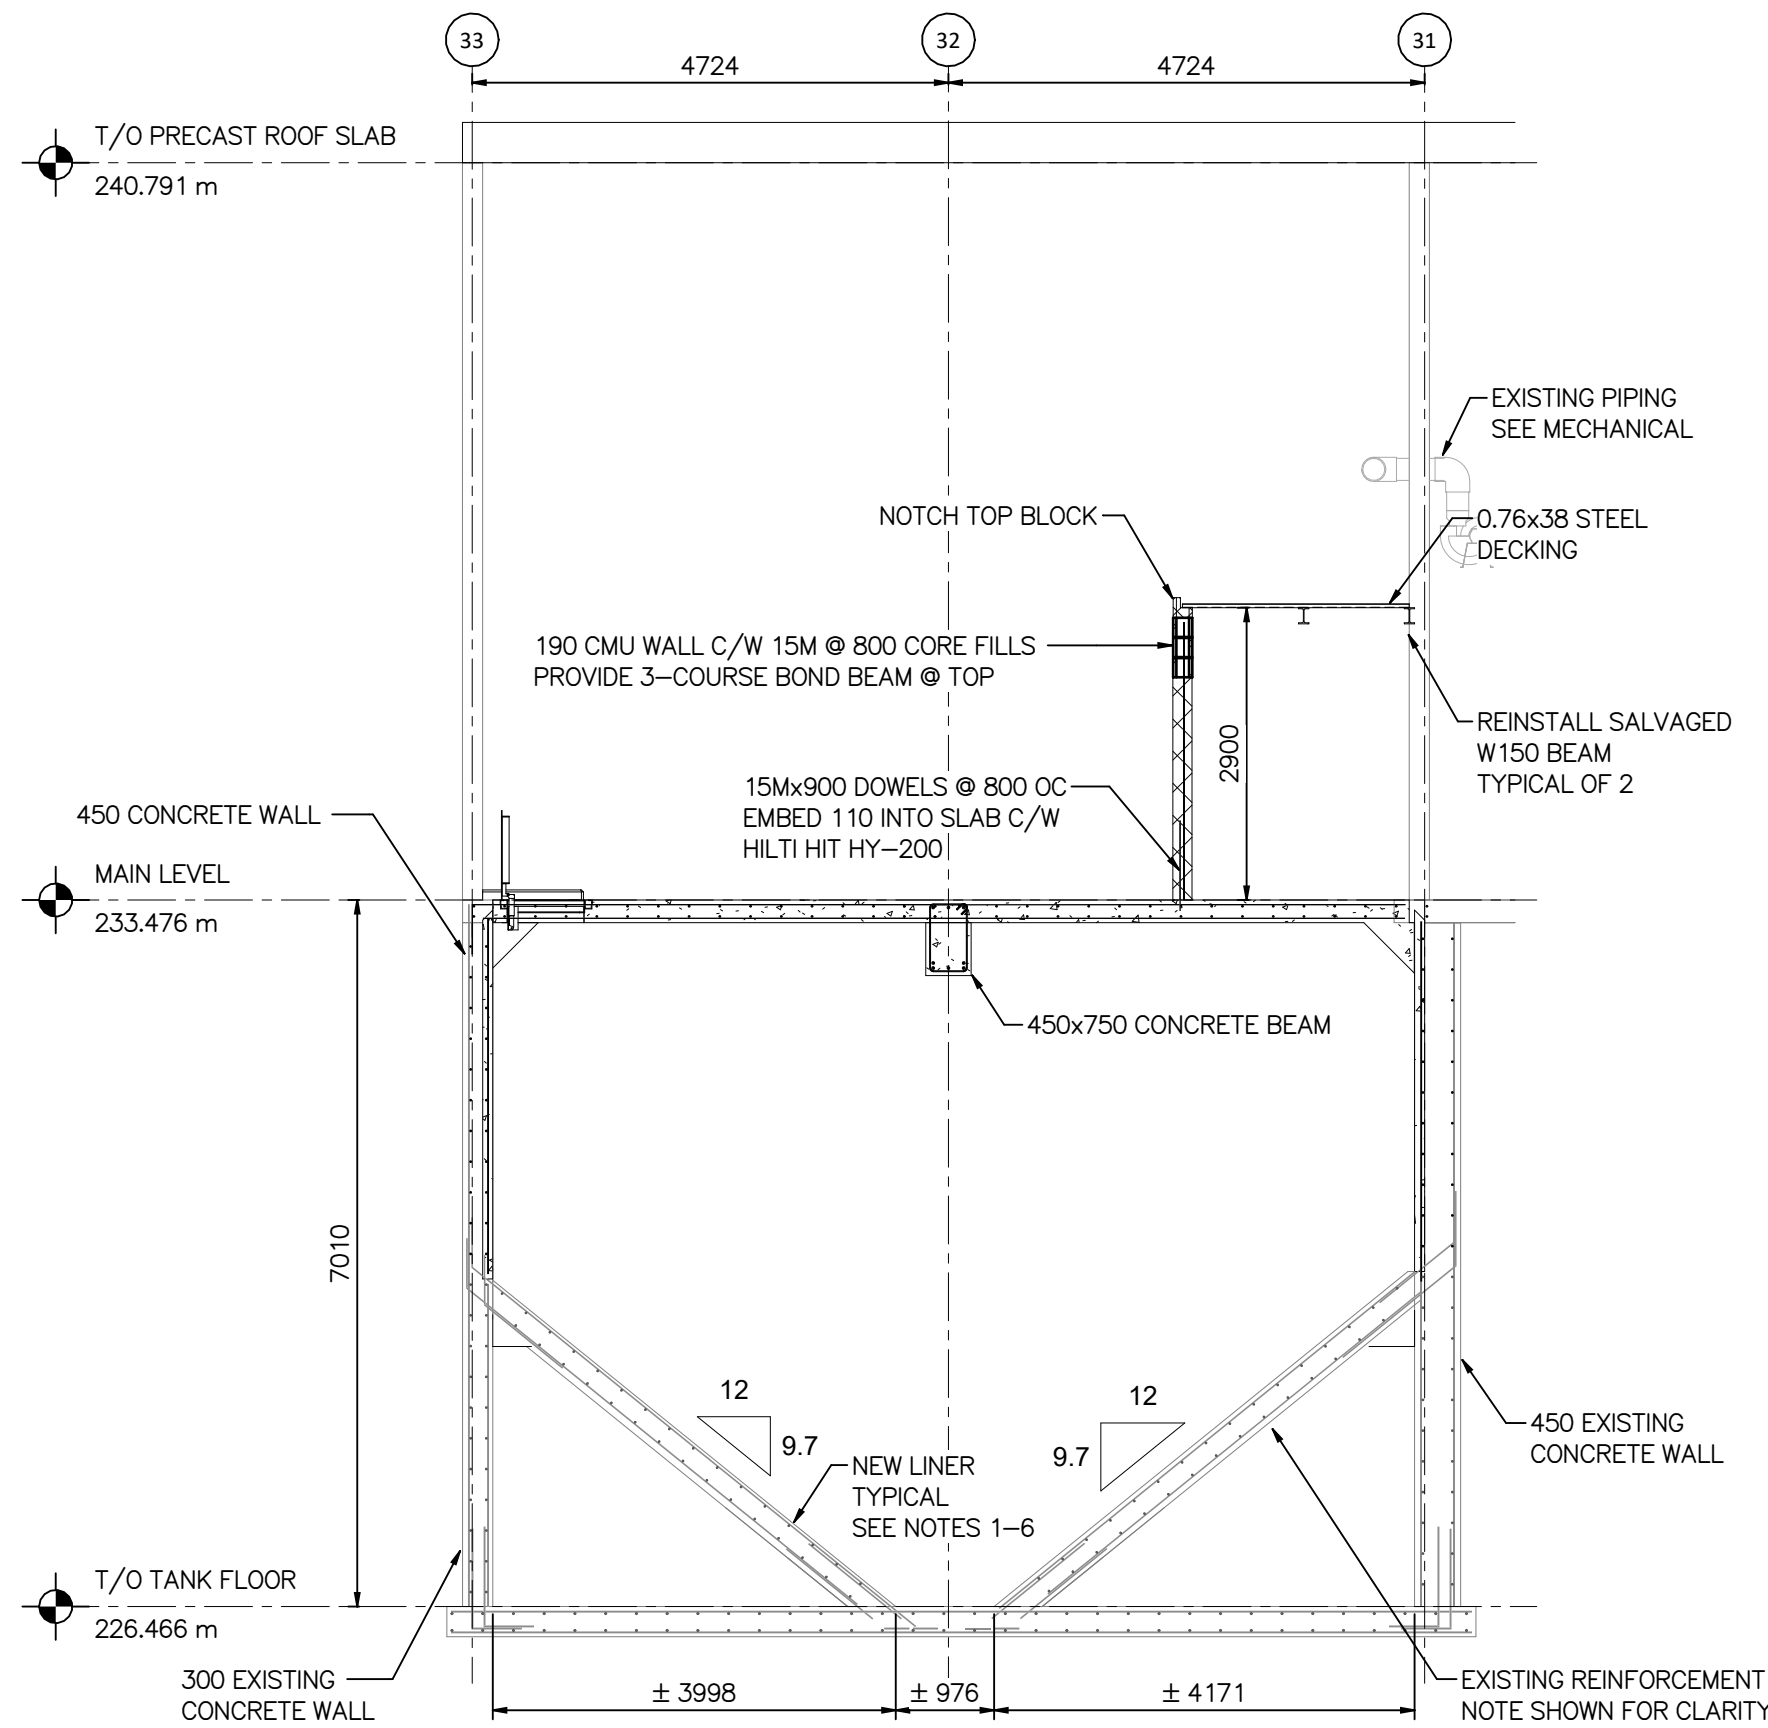 33
32
31
4724
4724
T/O PRECAST ROOF SLAB
240.791 m
EXISTING PIPING
SEE MECHANICAL
NOTCH TOP BLOCK
0.76x38 STEEL
DECKING
190 CMU WALL C/W 15M @ 800 CORE FILLS
PROVIDE 3-COURSE BOND BEAM @ TOP
2900
REINSTALL SALVAGED
W150 BEAM
TYPICAL OF 2
15Mx900 DOWELS @ 800 OC
EMBED 110 INTO SLAB C/W
HILTI HIT HY-200
450 CONCRETE WALL
MAIN LEVEL
233.476 m
450x750 CONCRETE BEAM
7010
12
9.7
12
9.7
NEW LINER
TYPICAL
SEE NOTES 1-6
450 EXISTING
CONCRETE WALL
T/O TANK FLOOR
226.466 m
300 EXISTING
CONCRETE WALL
± 3998
± 976
± 4171
EXISTING REINFORCEMENT
NOTE SHOWN FOR CLARITY